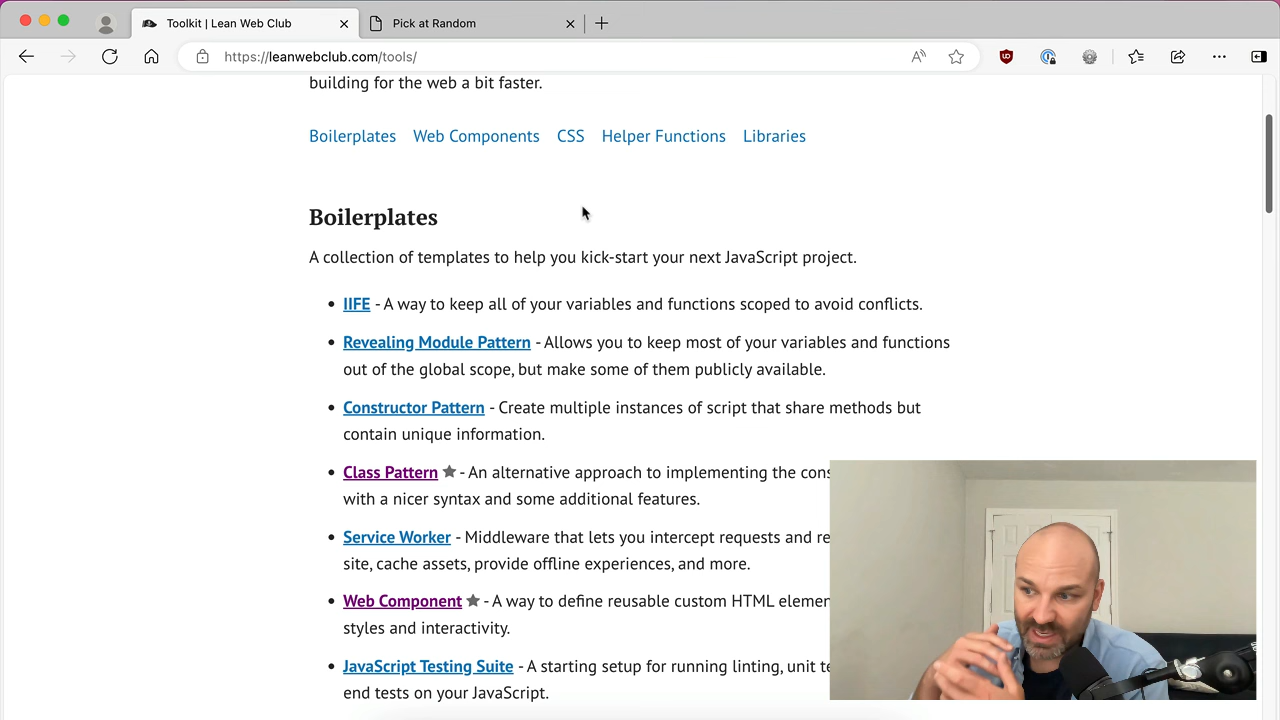 Toolkit | Lean Web Club
Pick at Random
https://leanwebclub.com/tools/
building for the web a bit faster.
Boilerplates Web Components CSS Helper Functions Libraries
Boilerplates
A collection of templates to help you kick-start your next JavaScript project.
• IIFE - A way to keep all of your variables and functions scoped to avoid conflicts.
• Revealing Module Pattern - Allows you to keep most of your variables and functions
out of the global scope, but make some of them publicly available.
• Constructor Pattern - Create multiple instances of script that share methods but
contain unique information.
• Class Pattern ★ - An alternative approach to implementing the cons
with a nicer syntax and some additional features.
• Service Worker - Middleware that lets you intercept requests and re
site, cache assets, provide offline experiences, and more.
• Web Component ★ - A way to define reusable custom HTML elemen
styles and interactivity.
• JavaScript Testing Suite - A starting setup for running linting, unit te
end tests on your JavaScript.